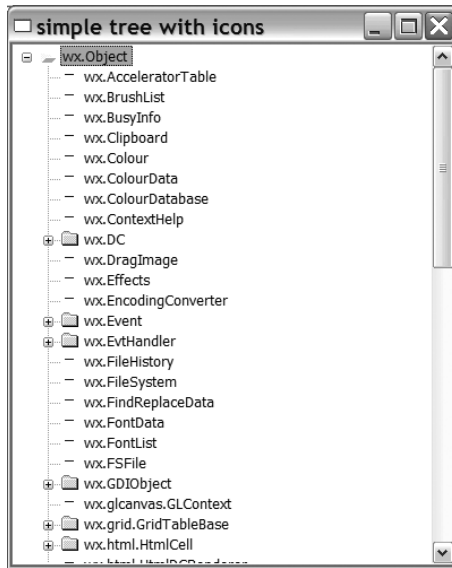 simple tree with icons
wx.Object
wx.AcceleratorTable
wx.BrushList
wx.BusyInfo
wx.Clipboard
wx.Colour
wx.ColourData
wx.ColourDatabase
wx.ContextHelp
wx.DC
wx.DragImage
wx.Effects
wx.EncodingConverter
wx.Event
wx.EvtHandler
wx.FileHistory
wx.FileSystem
wx.FindReplaceData
wx.FontData
wx.FontList
wx.FSFile
wx.GDIObject
wx.glcanvas.GLContext
wx.grid.GridTableBase
wx.html.HtmlCell